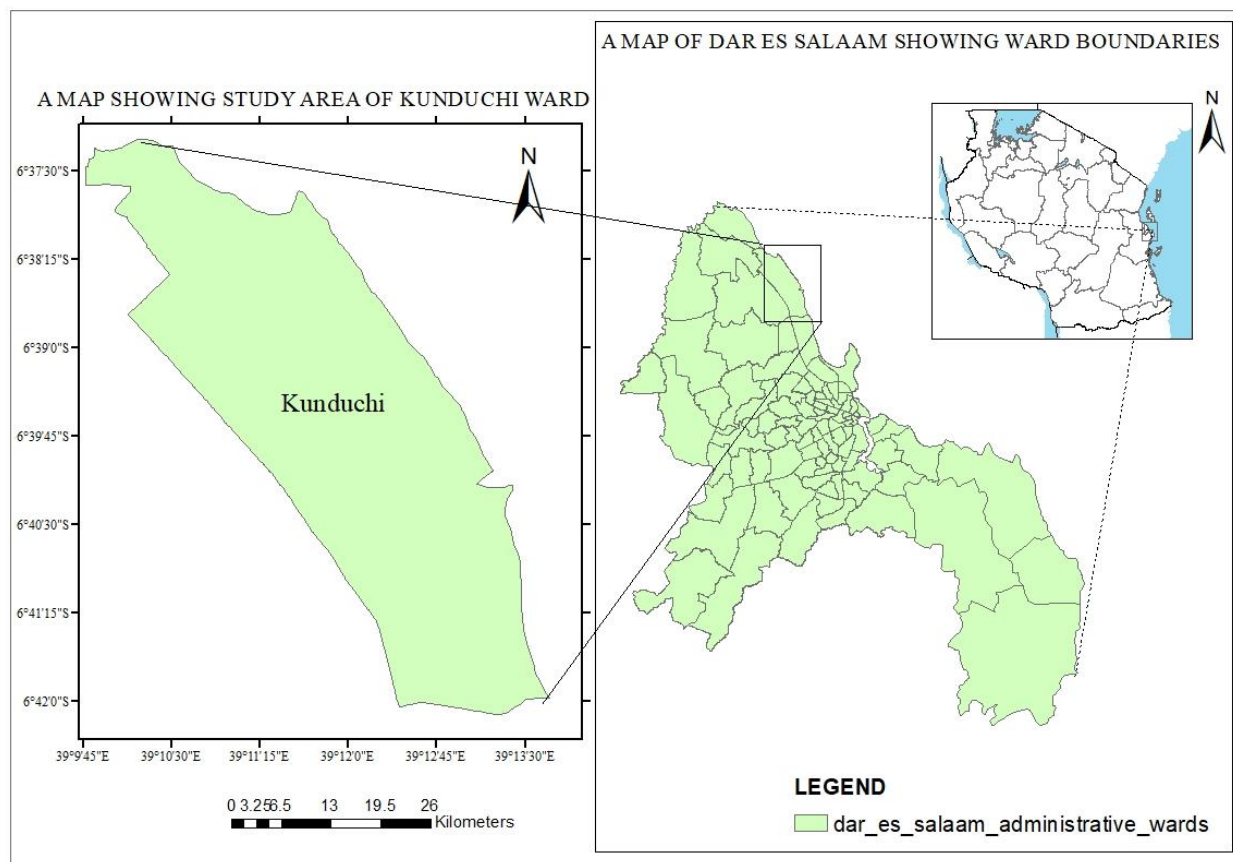 A MAP OF DAR ES SALAAM SHOWING WARD BOUNDARIES
A MAP SHOWING STUDY AREA OF KUNDUCHI WARD
N
N
6°37'30"S
6°38'15"S
6°39'0"S
Kunduchi
6°39'45"S
6°40'30"S
6°41'15"S
6°42'0"S
39°9'45"E 39°10'30"E 39°11'15"E 39°12'0"E 39°12'45"E 39°13'30"E
0 3.256.5 13 19.5 26
Kilometers
LEGEND
dar_es_salaam_administrative_wards